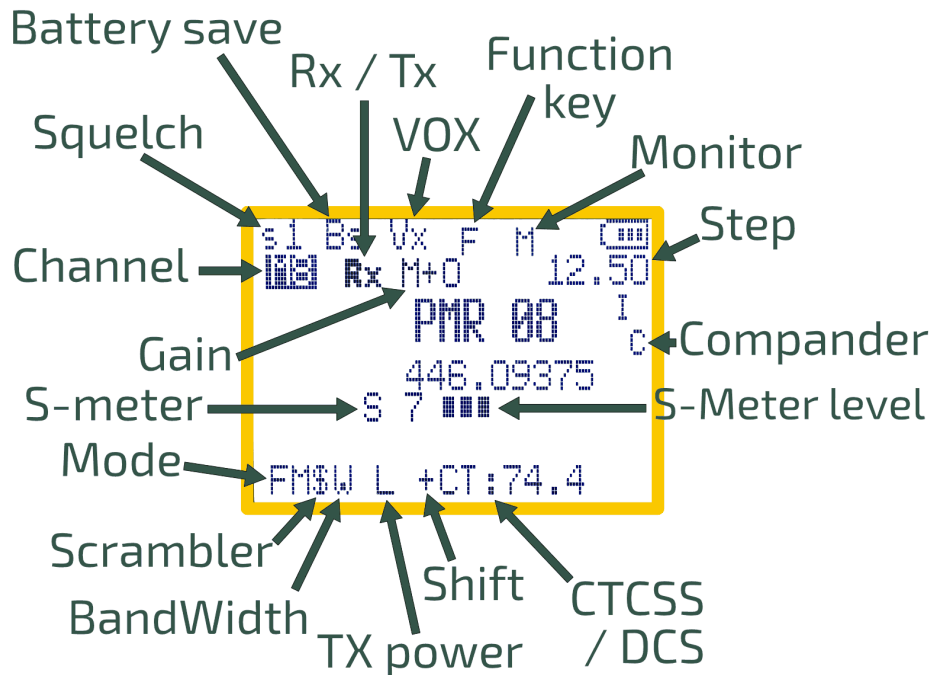 Battery save
Rx / Tx
Function
key
VOX
Squelch
Monitor
s1 Bs Vx F M
Step
Channel
Rx M+0 12.50
I
PMR 08
C
Compander
Gain
446.09375
S-meter
S 7
S-Meter level
Mode
FM$W L +CT:74.4
Scrambler
Shift
BandWidth
CTCSS
/ DCS
TX power